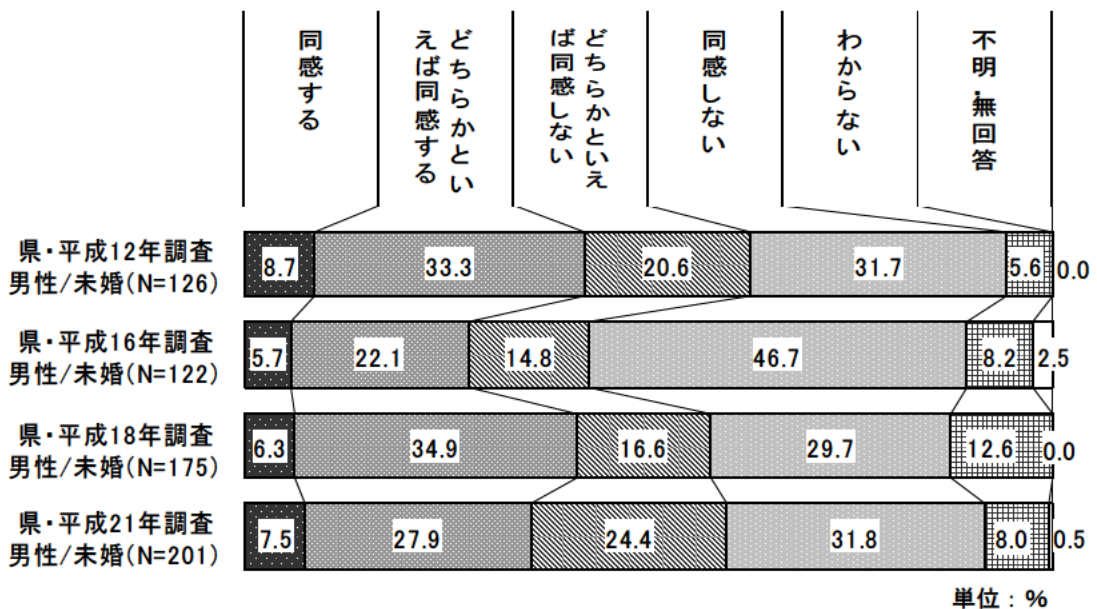 同感する
どちらかとい
えば同感する
どちらかといえ
ば同感しない
同感しない
わからない
不明・無回答
県・平成12年調査
男性/未婚(N=126)
8.7 33.3 20.6 31.7 5.6 0.0
県・平成16年調査
男性/未婚(N=122)
5.7 22.1 14.8 46.7 8.2 2.5
県・平成18年調査
男性/未婚(N=175)
6.3 34.9 16.6 29.7 12.6 0.0
県・平成21年調査
男性/未婚(N=201)
7.5 27.9 24.4 31.8 8.0 0.5
単位：%